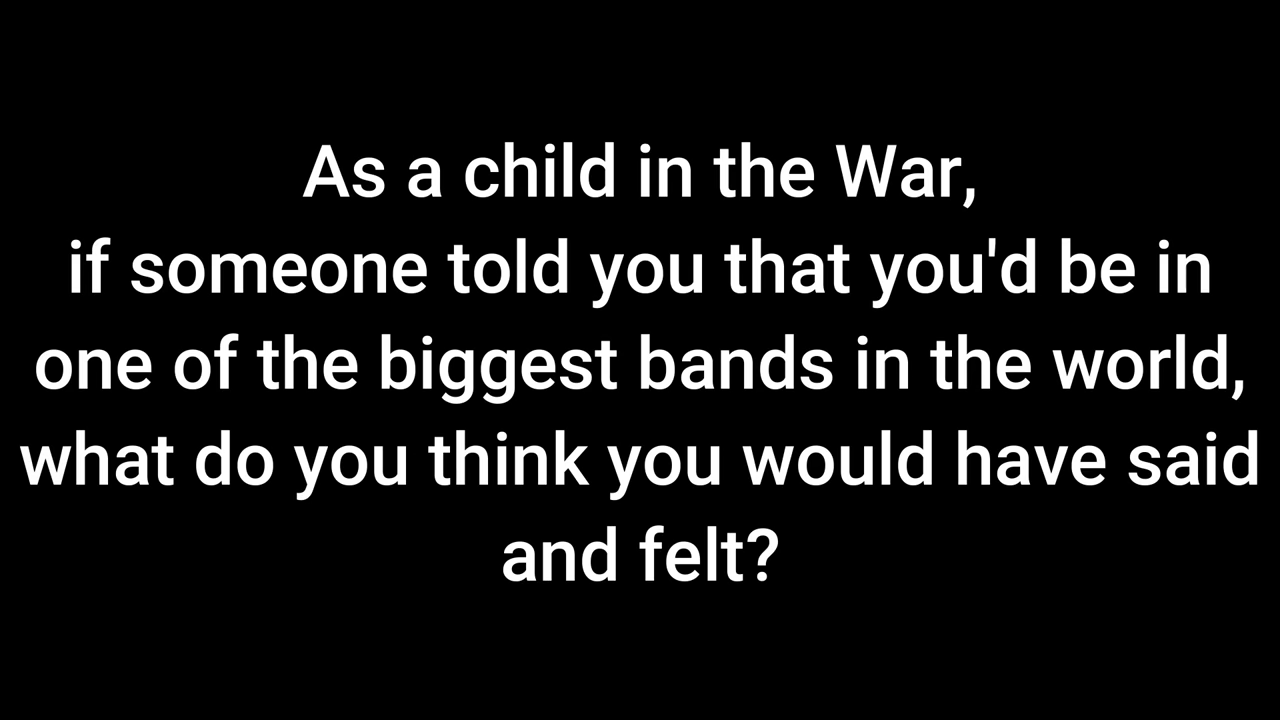 As a child in the War,
if someone told you that you'd be in
one of the biggest bands in the world,
what do you think you would have said
and felt?